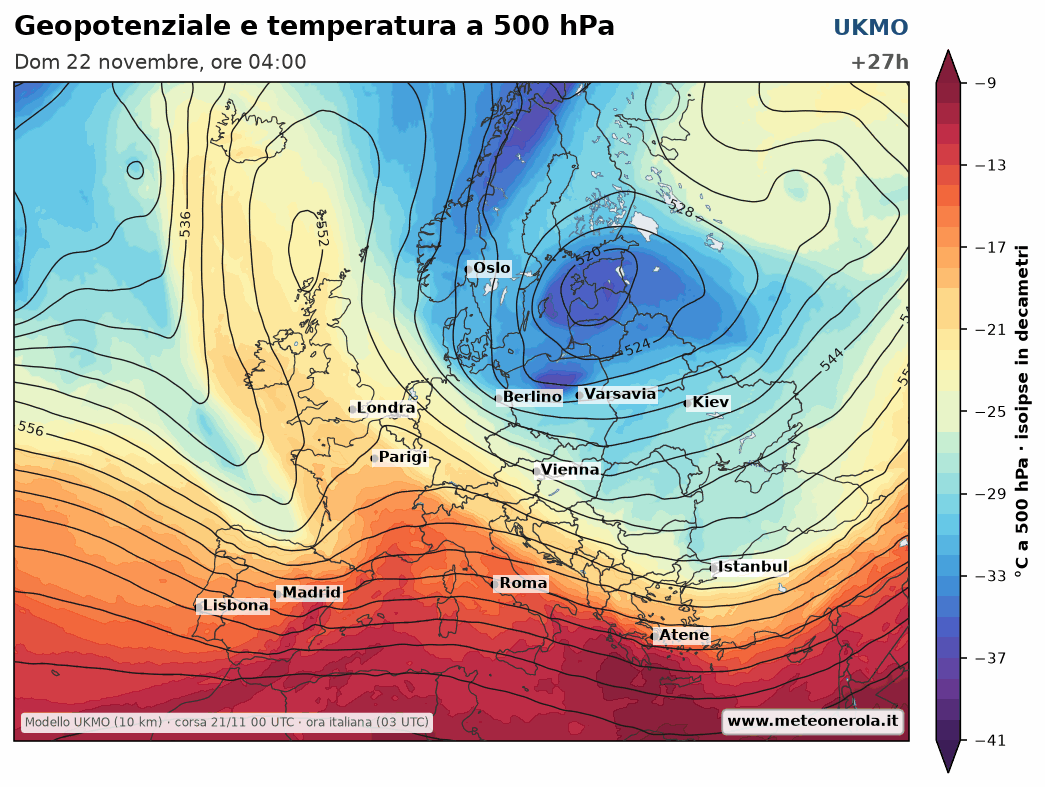 Geopotenziale e temperatura a 500 hPa
UKMO
Dom 22 novembre, ore 04:00
+27h
536
552
528
520
524
544
556
Oslo
Londra
Berlino
Varsavia
Kiev
Parigi
Vienna
Istanbul
Roma
Madrid
Lisbona
Atene
−9
−13
−17
−21
−25
−29
−33
−37
−41
°C a 500 hPa · isoipse in decametri
Modello UKMO (10 km) · corsa 21/11 00 UTC · ora italiana (03 UTC)
www.meteonerola.it